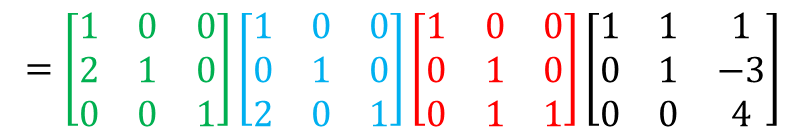 1 0 0 1 0 0 1 0 0 1 1 1
= 2 1 0 0 1 0 0 1 0 0 1 −3
0 0 1 2 0 1 0 1 1 0 0 4